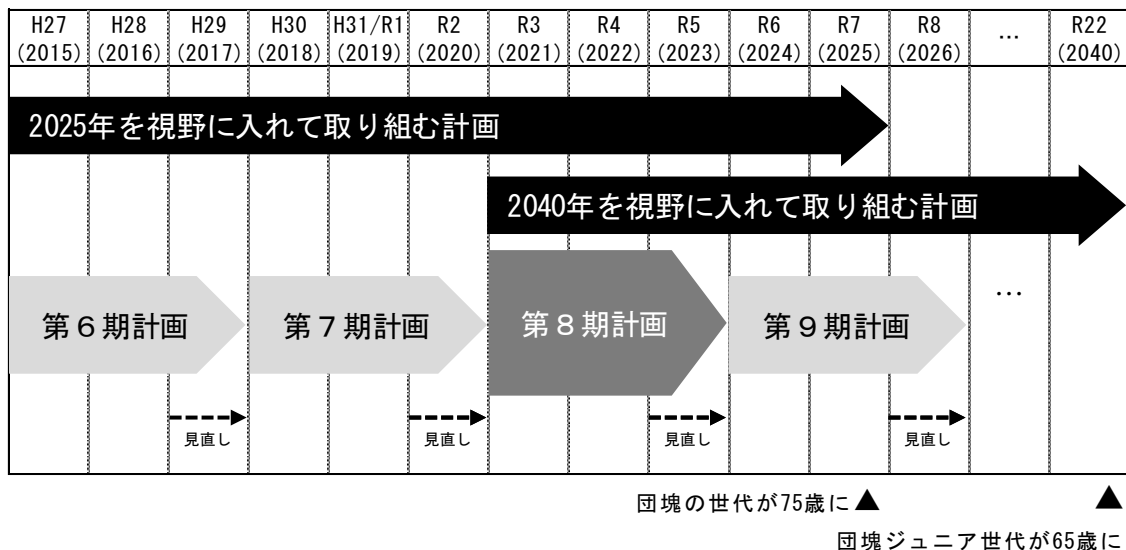 H27 H28 H29 H30 H31/R1 R2 R3 R4 R5 R6 R7 R8 … R22
(2015) (2016) (2017) (2018) (2019) (2020) (2021) (2022) (2023) (2024) (2025) (2026) (2040)
2025年を視野に入れて取り組む計画
2040年を視野に入れて取り組む計画
第６期計画 第７期計画 第８期計画 第９期計画 …
見直し 見直し 見直し 見直し
団塊の世代が75歳に▲ ▲
団塊ジュニア世代が65歳に